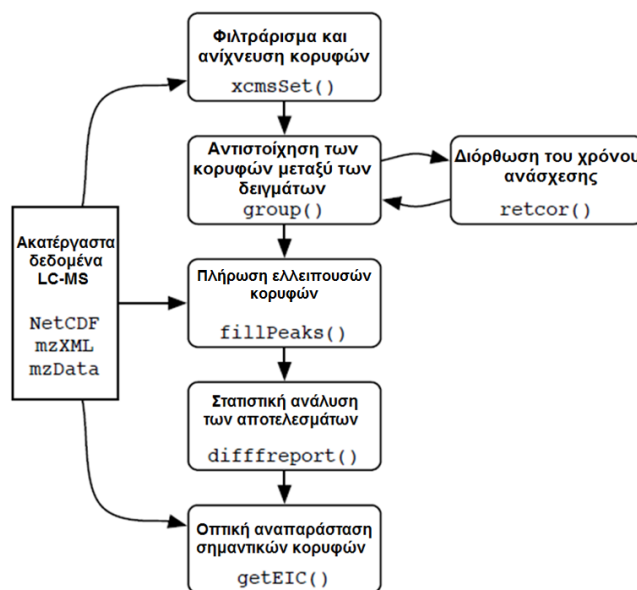 Φιλτράρισμα και
ανίχνευση κορυφών
xcmsSet()
Αντιστοίχηση των
κορυφών μεταξύ των
δειγμάτων
group()
Διόρθωση του χρόνου
ανάσχεσης
retcor()
Ακατέργαστα
δεδομένα
LC-MS
NetCDF
mzXML
mzData
Πλήρωση ελλειπουσών
κορυφών
fillPeaks()
Στατιστική ανάλυση
των αποτελεσμάτων
difffreport()
Οπτική αναπαράσταση
σημαντικών κορυφών
getEIC()